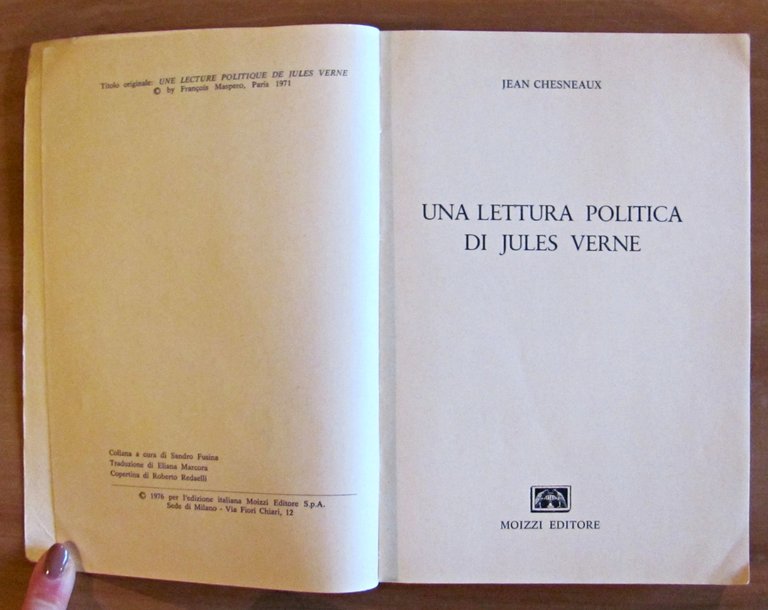 Titolo originale: UNE LECTURE POLITIQUE DE JULES VERNE
© by François Maspero, Paris 1971
Collana a cura di Sandro Fusina
Traduzione di Eliana Marcora
Copertina di Roberto Redaelli
© 1976 per l'edizione italiana Moizzi Editore S.p.A.
Sede di Milano - Via Fiori Chiari, 12
JEAN CHESNEAUX
UNA LETTURA POLITICA
DI JULES VERNE
MOIZZI EDITORE